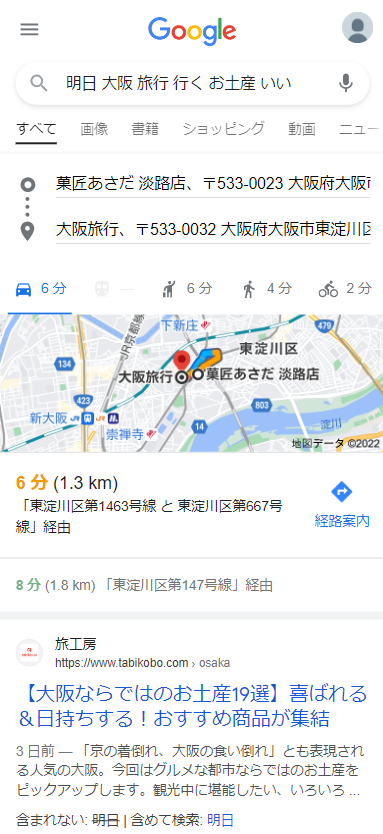 Google
明日 大阪 旅行 行く お土産 いい
すべて 画像 書籍 ショッピング 動画 ニュー
菓匠あさだ 淡路店、〒533-0023 大阪府大阪市
大阪旅行、〒533-0032 大阪府大阪市東淀川区
6 分 — 6 分 4 分 2 分
下新庄
479
JR京都線
134
東淀川区
大阪旅行
菓匠あさだ 淡路店
423
803
新大阪
淀川
崇禅寺
14
地図データ ©2022
6 分 (1.3 km)
「東淀川区第1463号線 と 東淀川区第667号
線」経由
経路案内
8 分 (1.8 km) 「東淀川区第147号線」経由
旅工房
https://www.tabikobo.com › osaka
【大阪ならではのお土産19選】喜ばれる
＆日持ちする！おすすめ商品が集結
3 日前 — 「京の着倒れ、大阪の食い倒れ」とも表現され
る人気の大阪。今回はグルメな都市ならではのお土産を
ピックアップします。観光中に堪能したい、いろいろ ...
含まれない: 明日 | 含めて検索: 明日